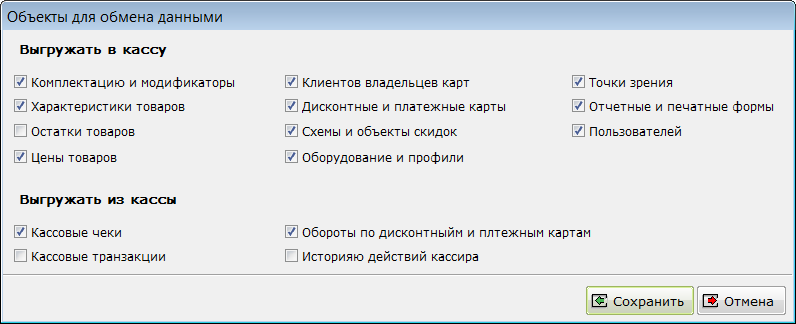 Объекты для обмена данными
Выгружать в кассу
Комплектацию и модификаторы
Клиентов владельцев карт
Точки зрения
Характеристики товаров
Дисконтные и платежные карты
Отчетные и печатные формы
Остатки товаров
Схемы и объекты скидок
Пользователей
Цены товаров
Оборудование и профили
Выгружать из кассы
Кассовые чеки
Обороты по дисконтныйм и плтежным картам
Кассовые транзакции
Историяю действий кассира
Сохранить
Отмена